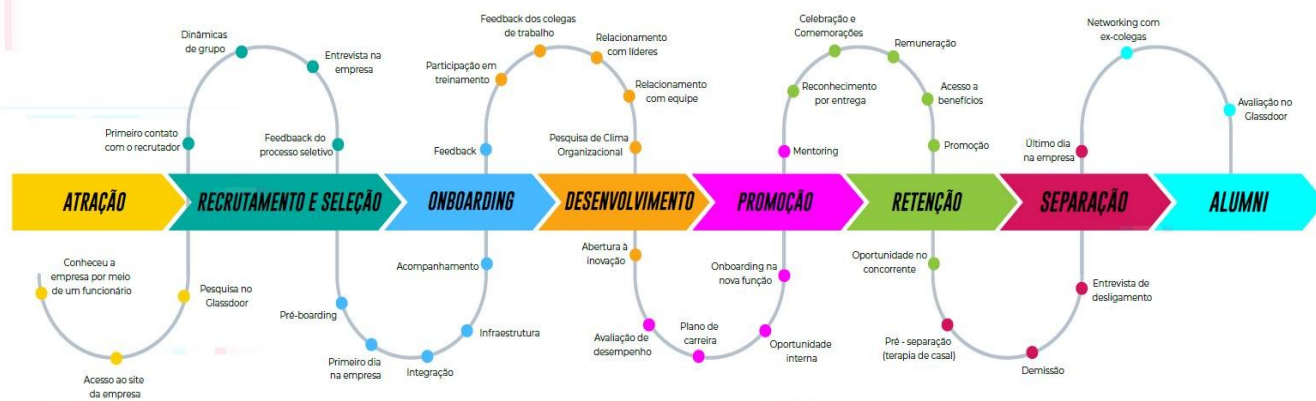 Dinâmicas
de grupo
Entrevista na
empresa
Primeiro contato
com o recrutador
Feedbaack do
processo seletivo
Feedback dos colegas
de trabalho
Relacionamento
com líderes
Participação em
treinamento
Relacionamento
com equipe
Feedback
Pesquisa de Clima
Organizacional
Celebração e
Comemorações
Remuneração
Reconhecimento
por entrega
Acesso a
benefícios
Mentoring
Promoção
Networking com
ex-colegas
Avaliação no
Glassdoor
Último dia
na empresa
ATRAÇÃO
RECRUTAMENTO E SELEÇÃO
ONBOARDING
DESENVOLVIMENTO
PROMOÇÃO
RETENÇÃO
SEPARAÇÃO
ALUMNI
Conheceu a
empresa por meio
de um funcionário
Pesquisa no
Glassdoor
Acesso ao site
da empresa
Acompanhamento
Pré-boarding
Infraestrutura
Primeiro dia
na empresa
Integração
Abertura à
inovação
Onboarding na
nova função
Avaliação de
desempenho
Plano de
carreira
Oportunidade
interna
Oportunidade no
concorrente
Entrevista de
desligamento
Pré - separação
(terapia de casal)
Demissão